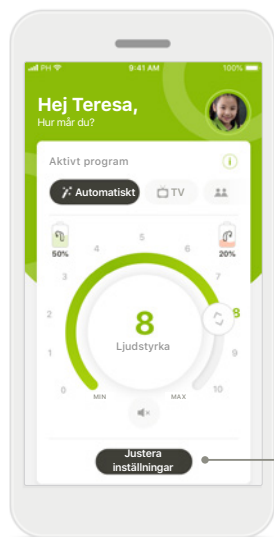 PH 9:41 AM 100%
Hej Teresa,
Hur mår du?
Aktivt program i
Automatiskt TV
50% 20%
5
4 6
3 7
2 8
1 9
0 10
8
Ljudstyrka
MIN MAX
Justera
inställningar